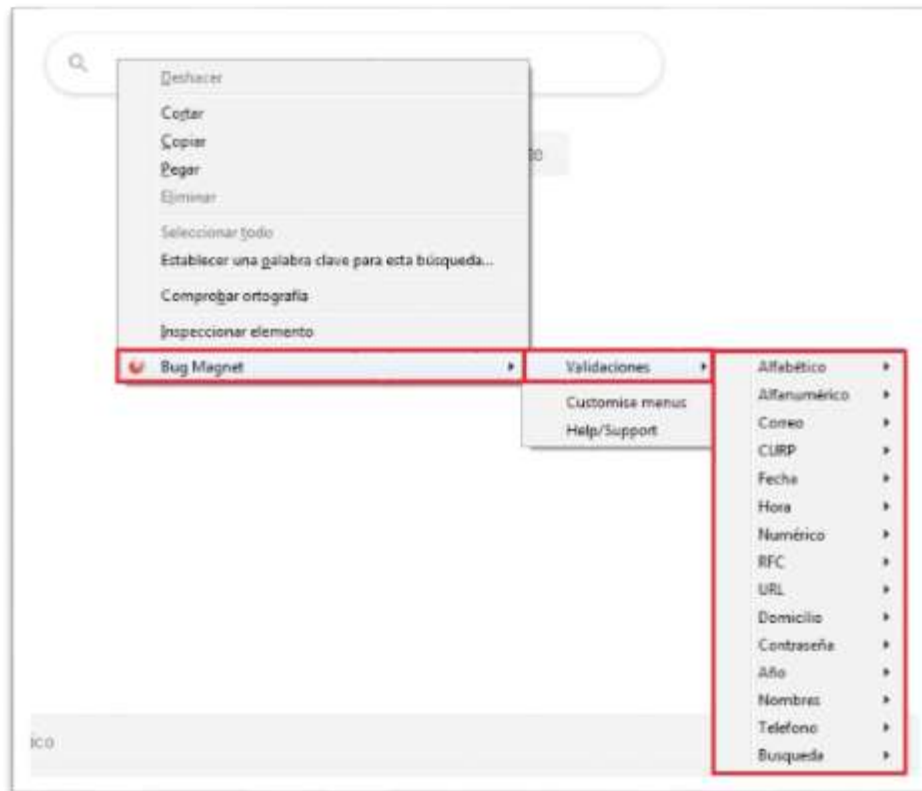 Deshacer
Cortar
Copiar
Pegar
Eliminar
Seleccionar todo
Establecer una palabra clave para esta búsqueda...
Comprobar ortografía
Inspeccionar elemento
Bug Magnet
Validaciones
Customise menus
Help/Support
Alfabético
Alfanumérico
Correo
CURP
Fecha
Hora
Numérico
RFC
URL
Domicilio
Contraseña
Año
Nombres
Telefono
Busqueda
ico